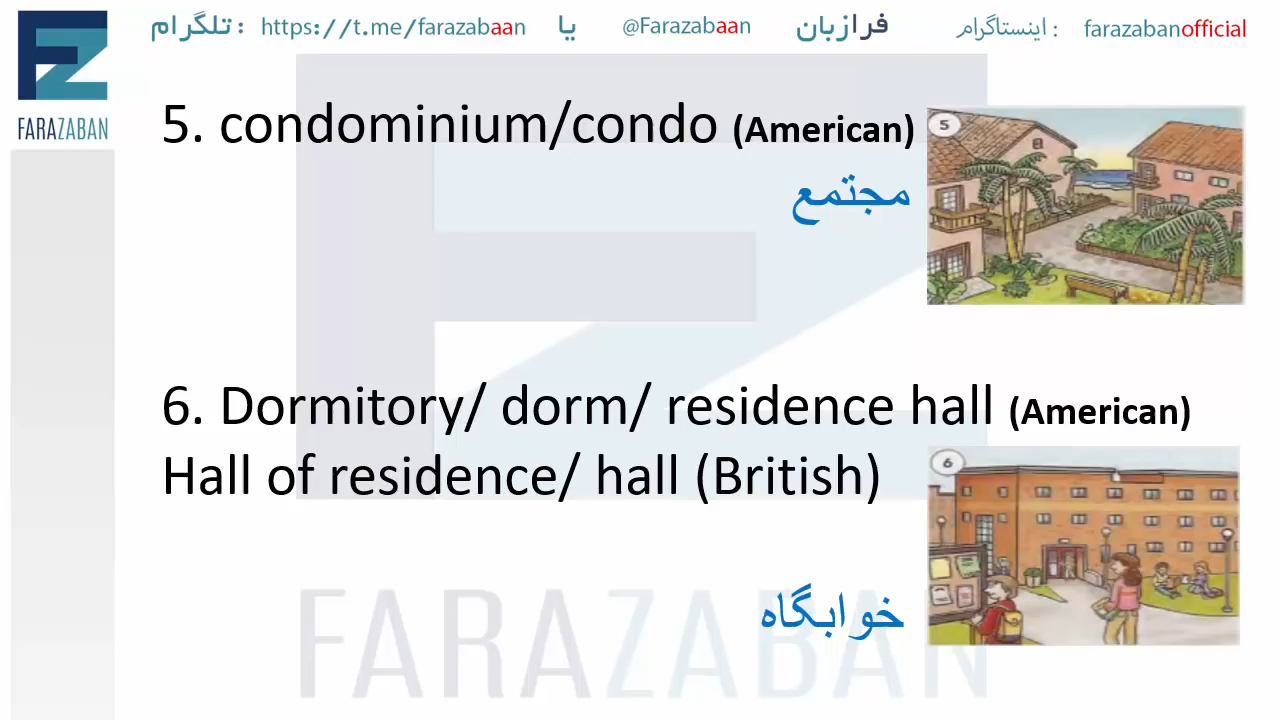 تلگرام : https://t.me/farazabaan یا @Farazabaan فرازبان اینستاگرام : farazabanofficial
FARAZABAN
5. condominium/condo (American)
مجتمع
5
6. Dormitory/ dorm/ residence hall (American)
Hall of residence/ hall (British)
خوابگاه
6
FARAZABAN